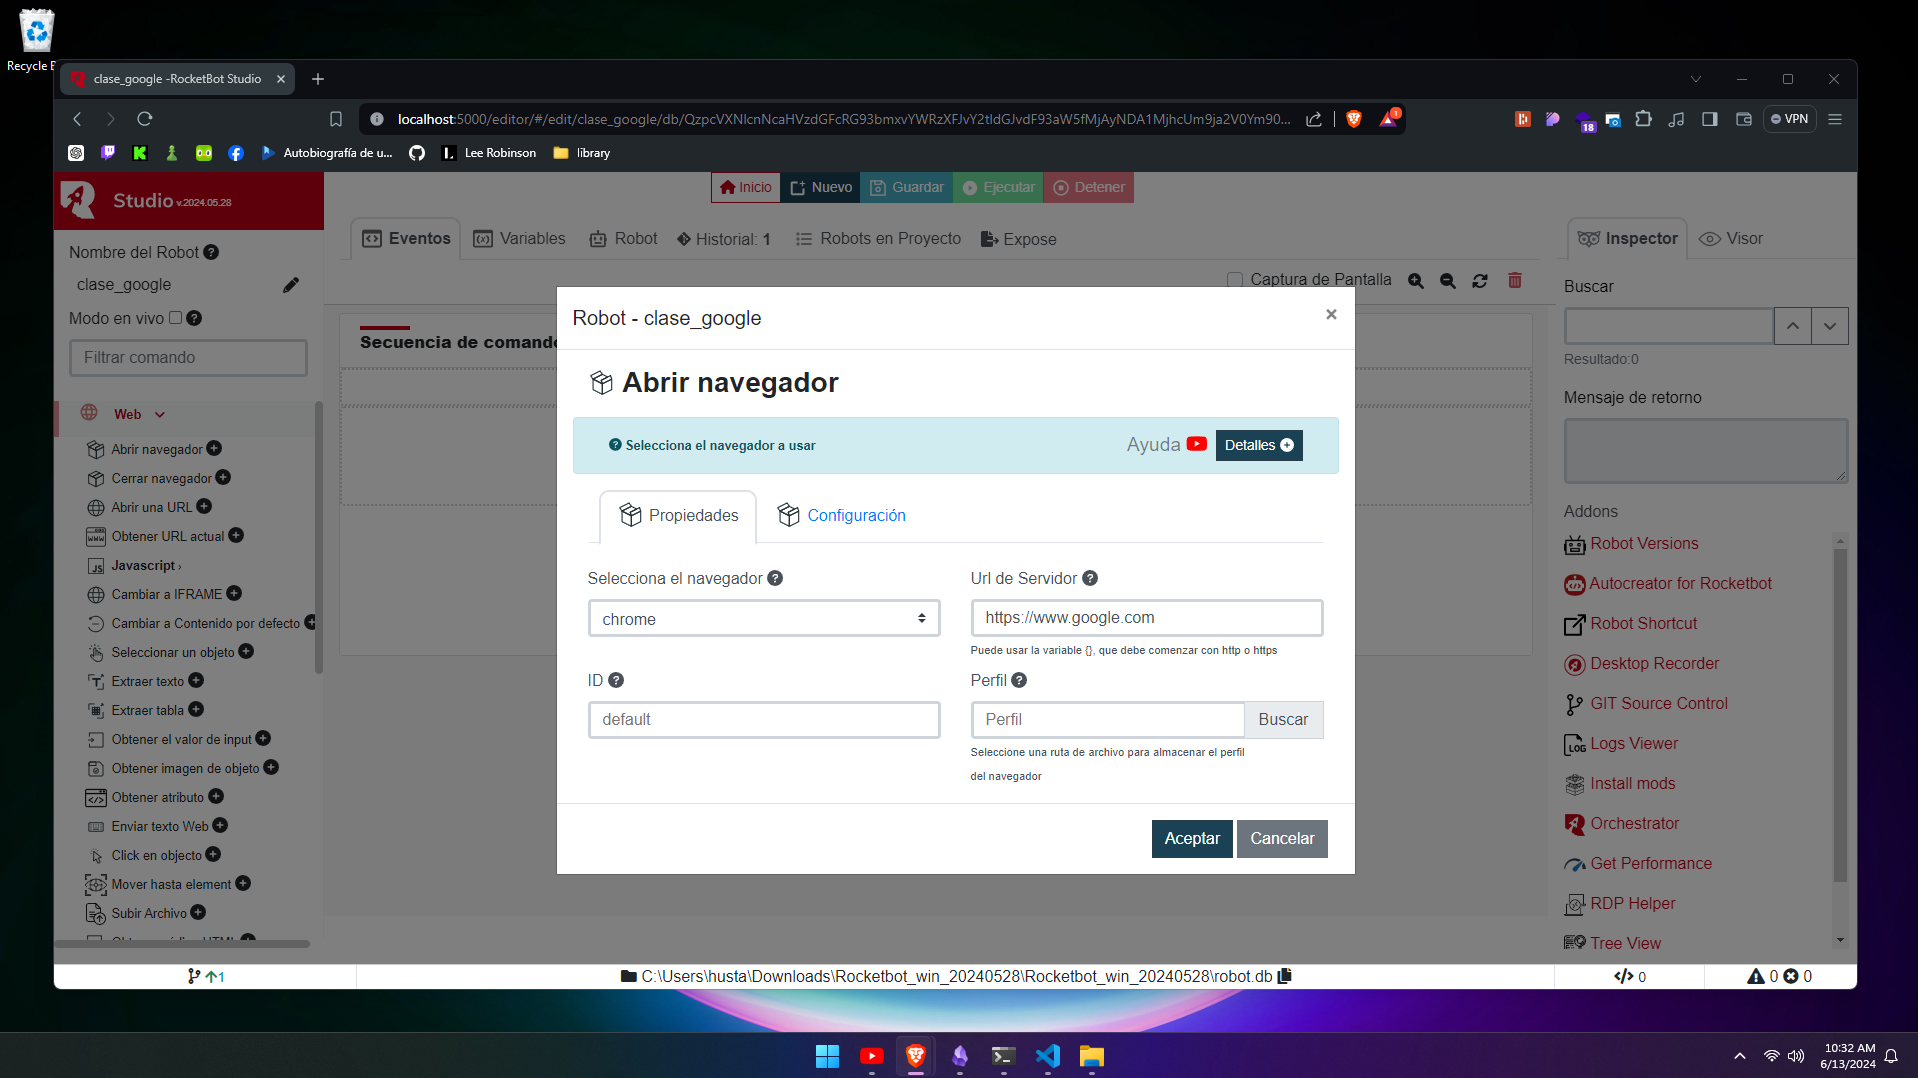 Recycle B
clase_google -RocketBot Studio
localhost:5000/editor/#/edit/clase_google/db/QzpcVXNlcnNcaHVzdGFcRG93bmxvYWRzXFJvY2tldGJvdF93aW5fMjAyNDA1MjhcUm9ja2V0Ym90...
1
18
VPN
Autobiografía de u...
Lee Robinson
library
Studio v.2024.05.28
Inicio
Nuevo
Guardar
Ejecutar
Detener
Nombre del Robot
clase_google
Modo en vivo
Filtrar comando
Web
Abrir navegador
Cerrar navegador
Abrir una URL
Obtener URL actual
Javascript ›
Cambiar a IFRAME
Cambiar a Contenido por defecto
Seleccionar un objeto
Extraer texto
Extraer tabla
Obtener el valor de input
Obtener imagen de objeto
Obtener atributo
Enviar texto Web
Click en objecto
Mover hasta element
Subir Archivo
Eventos
Variables
Robot
Historial: 1
Robots en Proyecto
Expose
Captura de Pantalla
Secuencia de comando
Robot - clase_google
×
Abrir navegador
Selecciona el navegador a usar
Ayuda
Detalles
Propiedades
Configuración
Selecciona el navegador
chrome
Url de Servidor
https://www.google.com
Puede usar la variable {}, que debe comenzar con http o https
ID
default
Perfil
Perfil
Buscar
Seleccione una ruta de archivo para almacenar el perfil
del navegador
Aceptar
Cancelar
Inspector
Visor
Buscar
Resultado:0
Mensaje de retorno
Addons
Robot Versions
Autocreator for Rocketbot
Robot Shortcut
Desktop Recorder
GIT Source Control
Logs Viewer
Install mods
Orchestrator
Get Performance
RDP Helper
Tree View
1
C:\Users\husta\Downloads\Rocketbot_win_20240528\Rocketbot_win_20240528\robot.db
0
0
0
10:32 AM
6/13/2024